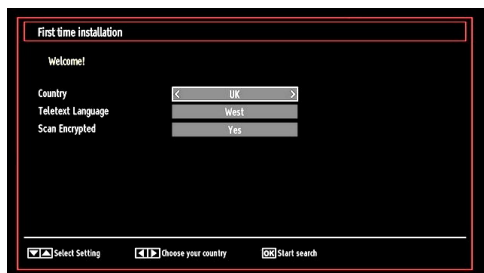 First time installation
Welcome!
Country < UK >
Teletext Language West
Scan Encrypted Yes
Select Setting Choose your country OK Start search